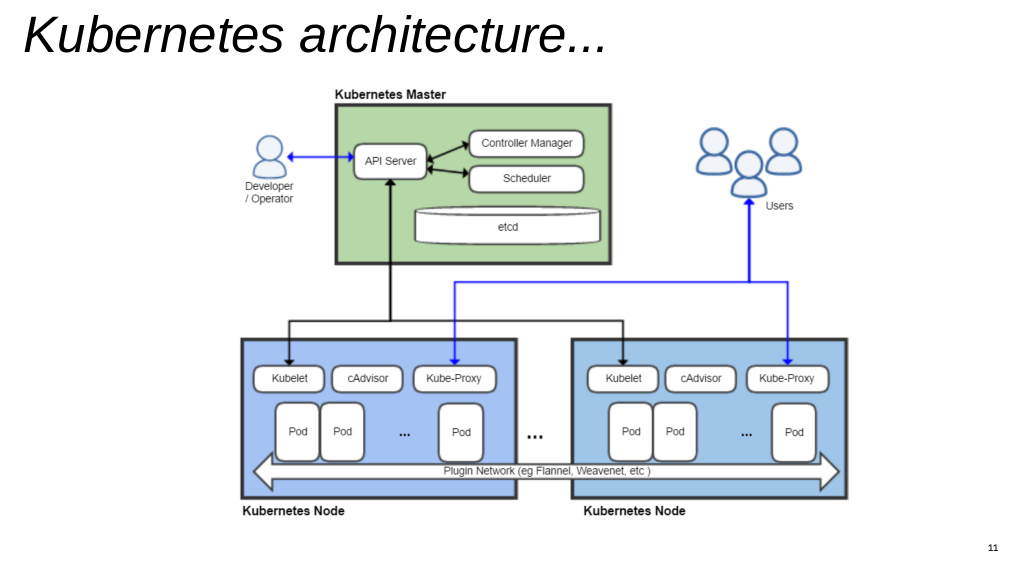 Kubernetes architecture...
Kubernetes Master
API Server
Controller Manager
Scheduler
etcd
Developer
/ Operator
Users
Kubelet
cAdvisor
Kube-Proxy
Pod
Pod
...
Pod
...
Kubelet
cAdvisor
Kube-Proxy
Pod
Pod
...
Pod
Plugin Network (eg Flannel, Weavenet, etc )
Kubernetes Node
Kubernetes Node
11